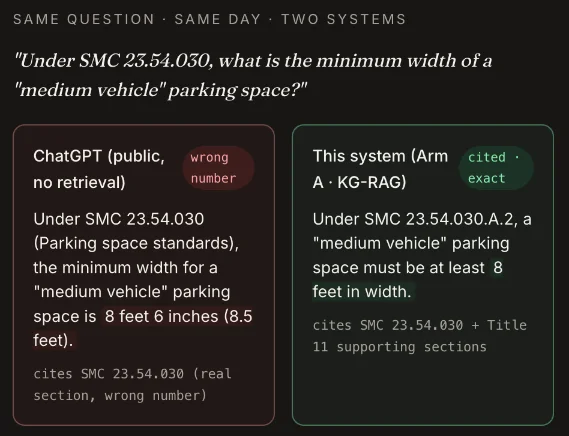 SAME QUESTION · SAME DAY · TWO SYSTEMS
"Under SMC 23.54.030, what is the minimum width of a
"medium vehicle" parking space?"
ChatGPT (public,
no retrieval)
wrong
number
Under SMC 23.54.030
(Parking space standards),
the minimum width for a
"medium vehicle" parking
space is 8 feet 6 inches (8.5
feet).
cites SMC 23.54.030 (real
section, wrong number)
This system (Arm
A · KG-RAG)
cited ·
exact
Under SMC 23.54.030.A.2, a
"medium vehicle" parking
space must be at least 8
feet in width.
cites SMC 23.54.030 + Title
11 supporting sections